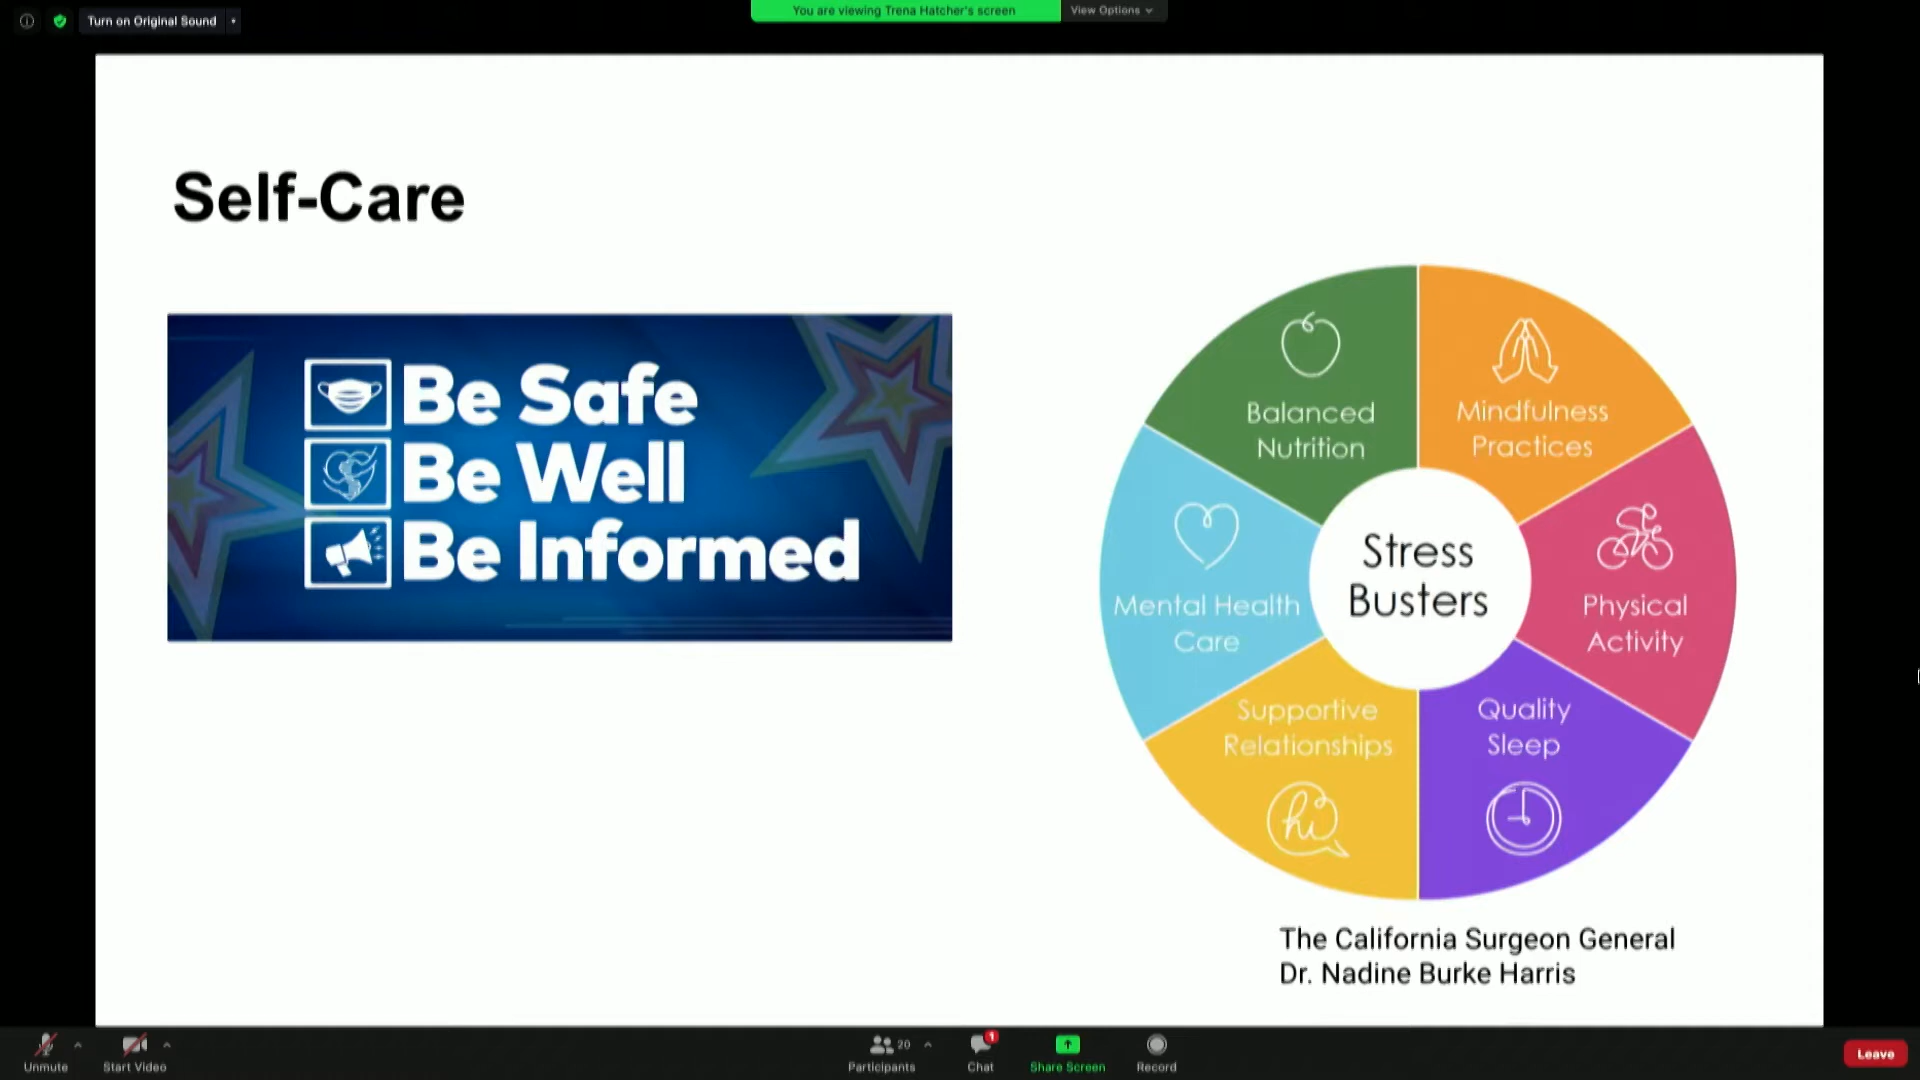 Turn on Original Sound
You are viewing Trena Hatcher's screen
View Options
Self-Care
Be Safe
Be Well
Be Informed
Balanced
Nutrition
Mindfulness
Practices
Mental Health
Care
Stress
Busters
Physical
Activity
Supportive
Relationships
hi
Quality
Sleep
The California Surgeon General
Dr. Nadine Burke Harris
Unmute
Start Video
20
Participants
1
Chat
Share Screen
Record
Leave